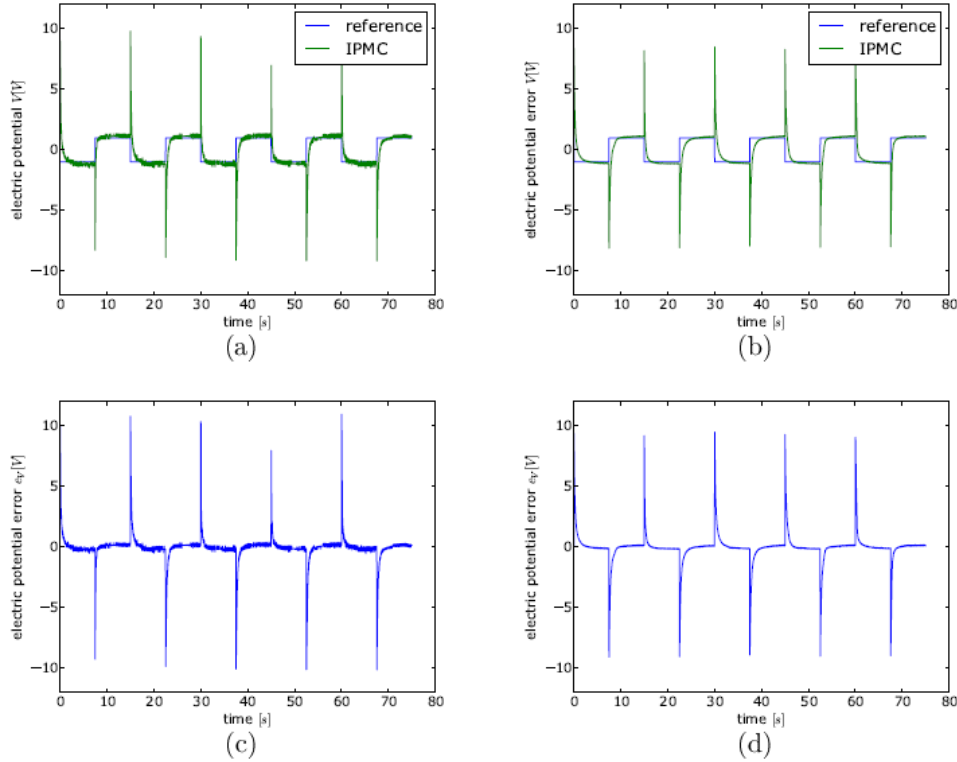 reference
IPMC
10
5
0
−5
−10
electric potential V[V]
0 10 20 30 40 50 60 70 80
time [s]
(a)
reference
IPMC
10
5
0
−5
−10
electric potential error V[V]
0 10 20 30 40 50 60 70 80
time [s]
(b)
10
5
0
−5
−10
electric potential error e_V[V]
0 10 20 30 40 50 60 70 80
time [s]
(c)
10
5
0
−5
−10
electric potential error e_V[V]
0 10 20 30 40 50 60 70 80
time [s]
(d)